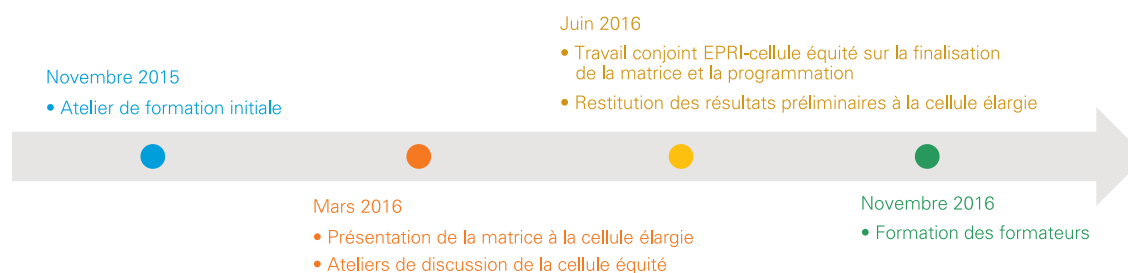 Novembre 2015
• Atelier de formation initiale
Mars 2016
• Présentation de la matrice à la cellule élargie
• Ateliers de discussion de la cellule équité
Juin 2016
• Travail conjoint EPRI-cellule équité sur la finalisation
de la matrice et la programmation
• Restitution des résultats préliminaires à la cellule élargie
Novembre 2016
• Formation des formateurs